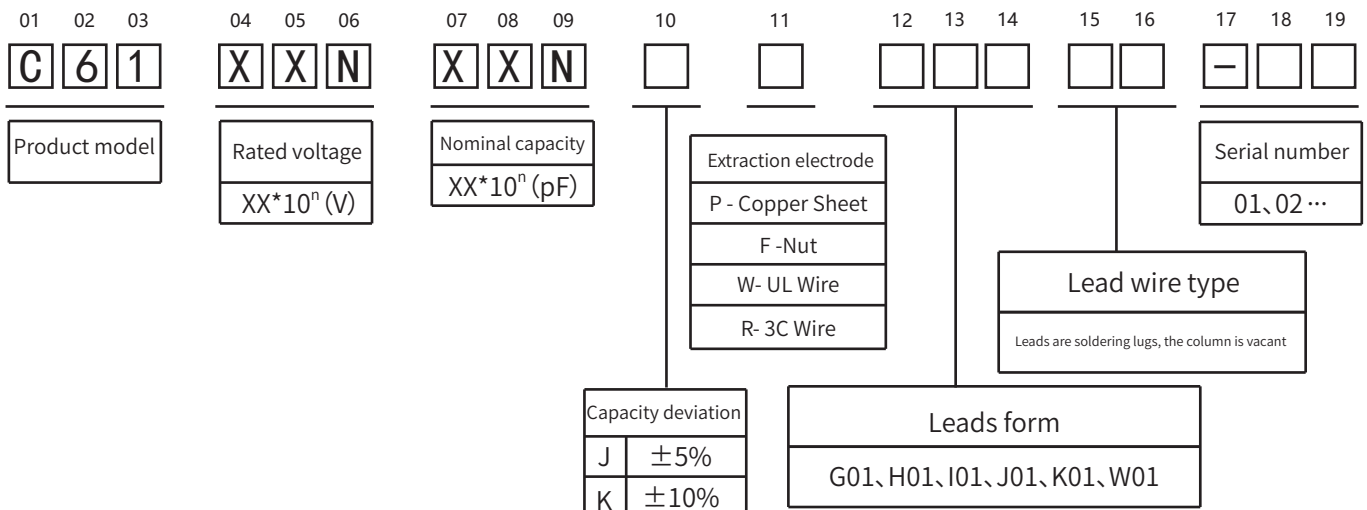 01 02 03 04 05 06 07 08 09 10 11 12 13 14 15 16 17 18 19
C 6 1 X X N X X N -
Product model
Rated voltage
XX*10ⁿ (V)
Nominal capacity
XX*10ⁿ (pF)
Extraction electrode
P - Copper Sheet
F -Nut
W- UL Wire
R- 3C Wire
Serial number
01、02···
Lead wire type
Leads are soldering lugs, the column is vacant
Capacity deviation
J ±5%
K ±10%
Leads form
G01、H01、I01、J01、K01、W01